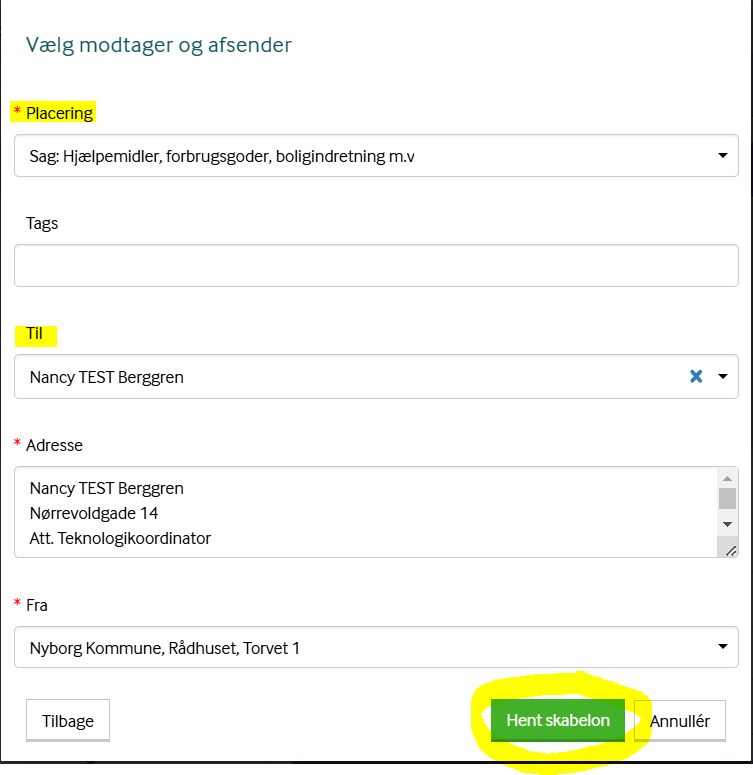 Vælg modtager og afsender
* Placering
Sag: Hjælpemidler, forbrugsgoder, boligindretning m.v
Tags
Til
Nancy TEST Berggren
* Adresse
Nancy TEST Berggren
Nørrevoldgade 14
Att. Teknologikoordinator
* Fra
Nyborg Kommune, Rådhuset, Torvet 1
Tilbage
Hent skabelon
Annullér